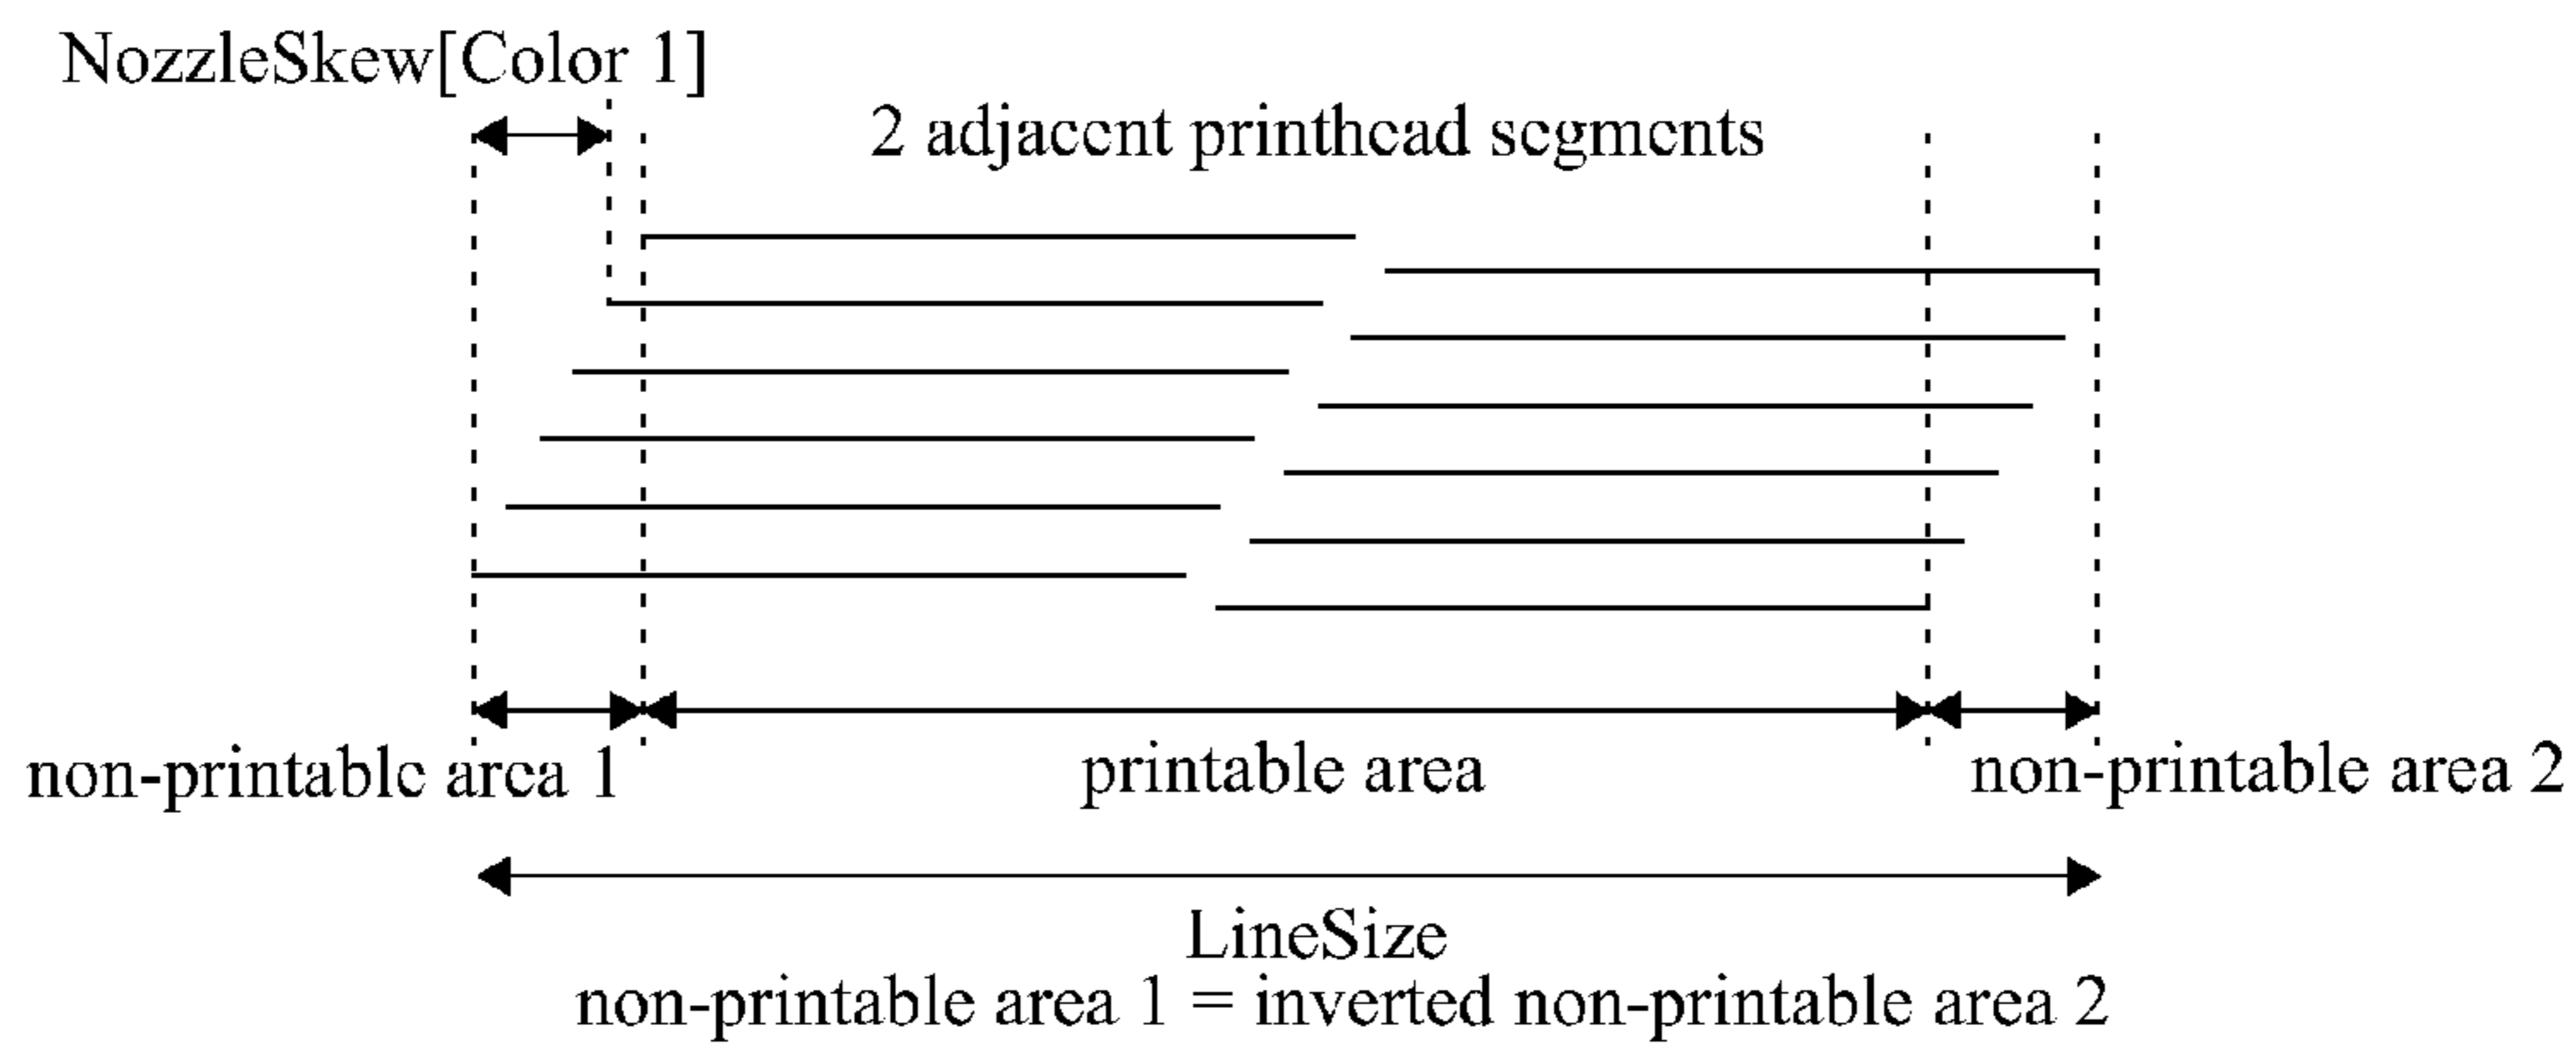 NozzleSkew[Color 1]
2 adjacent printhead segments
non-printable area 1
printable area
non-printable area 2
LineSize
non-printable area 1 = inverted non-printable area 2